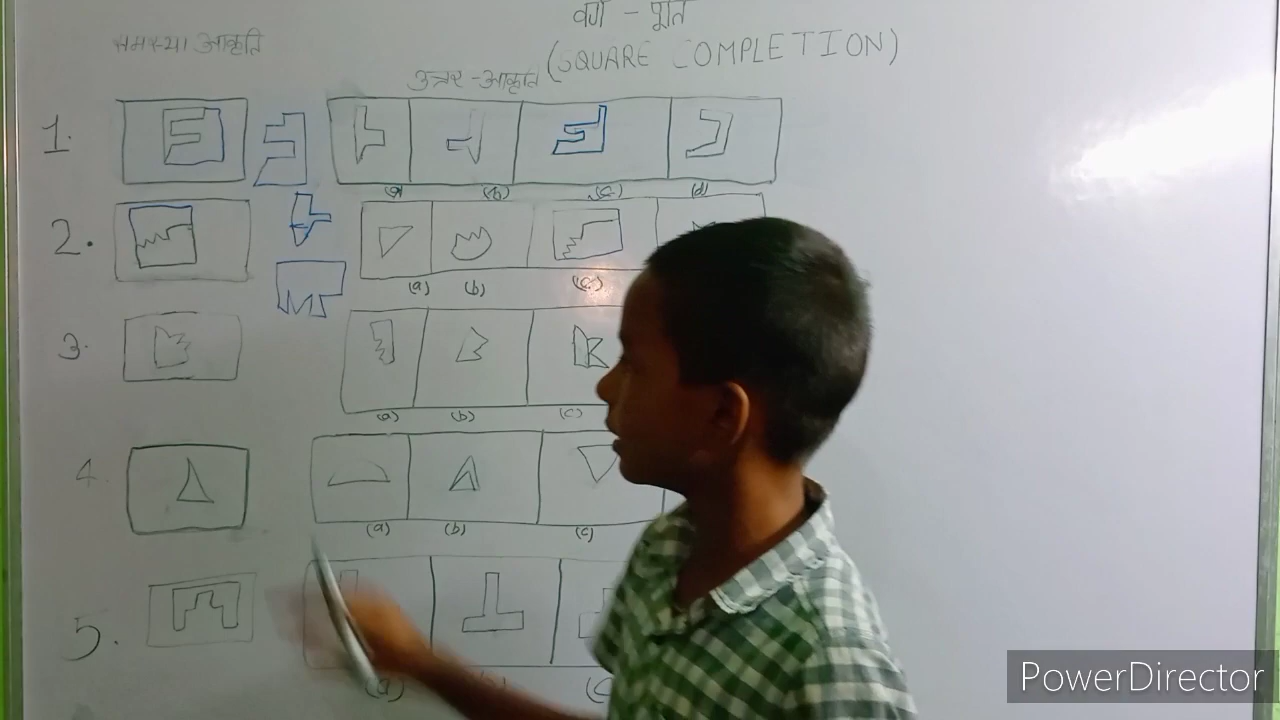 वर्ग - पूर्ति
समस्या आकृति
(SQUARE COMPLETION)
उत्तर - आकृति
1.
(a) (b) (c) (d)
2.
(a) (b) (c)
3.
(a) (b) (c)
4.
(a) (b) (c)
5.
(a) (b) (c
PowerDirector